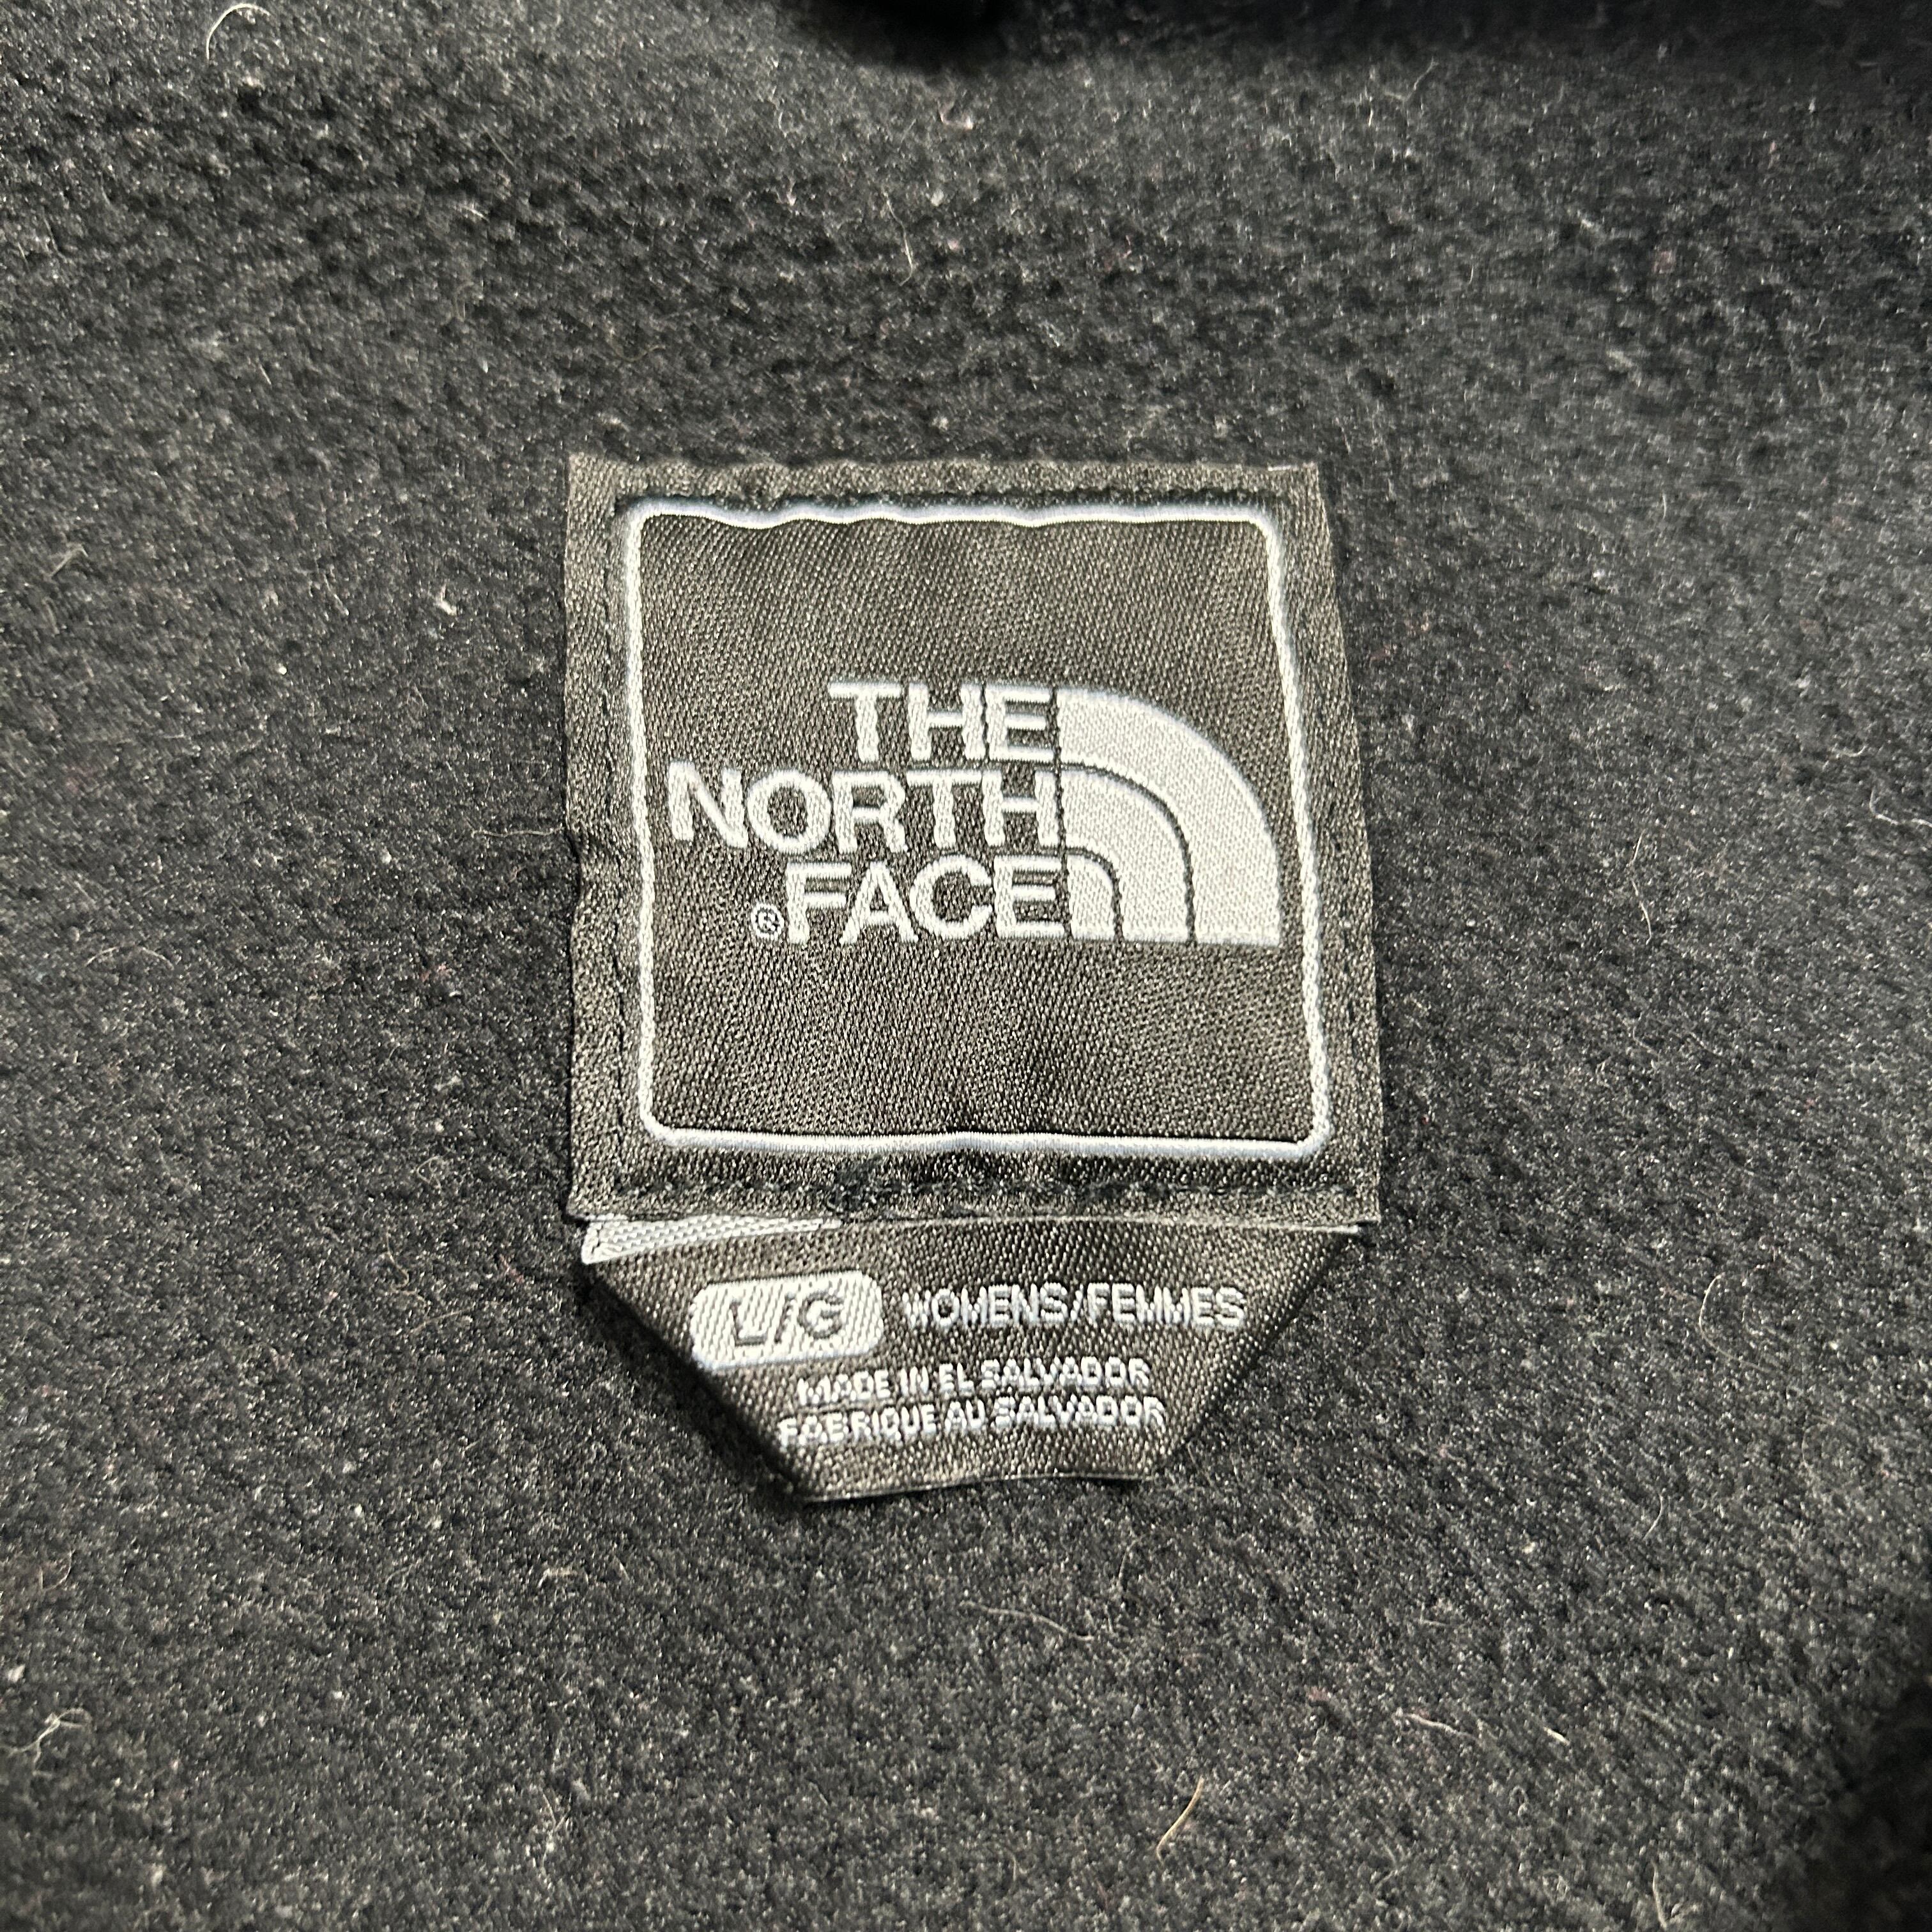 THE
NORTH
®FACE
L/G WOMENS/FEMMES
MADE IN EL SALVADOR
FABRIQUE AU SALVADOR